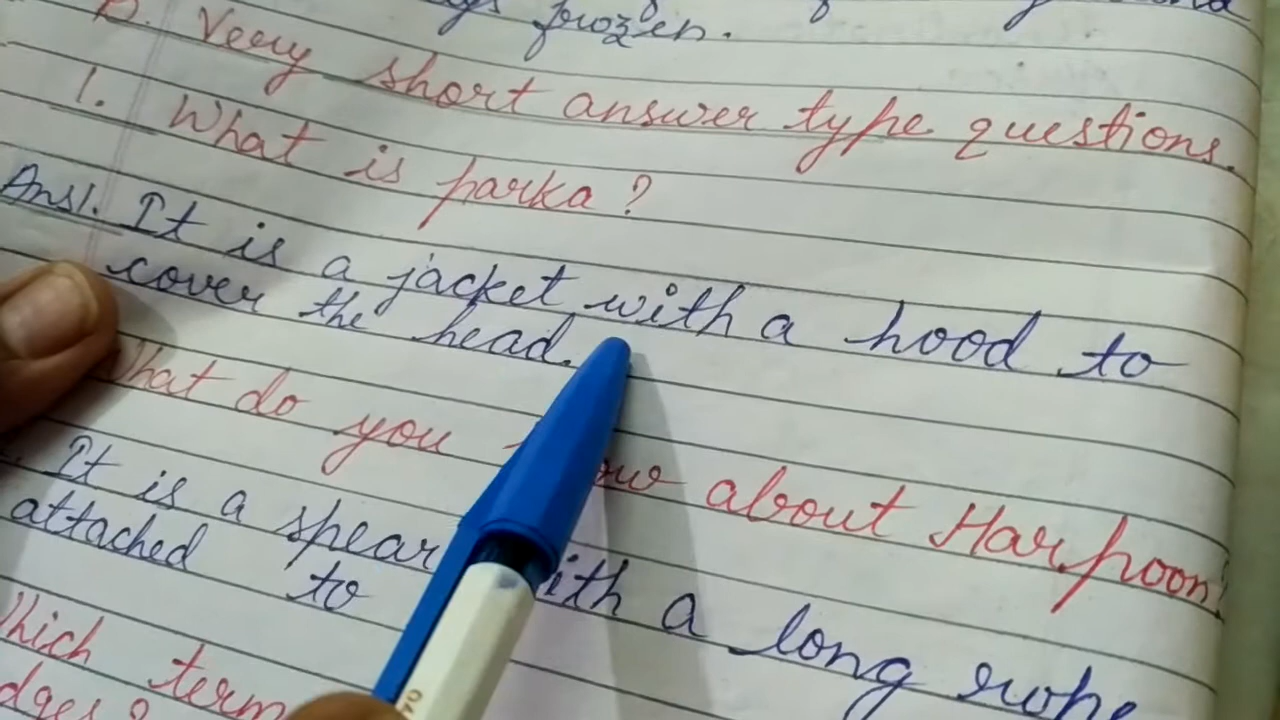 frozen.
D. Very short answer type questions.
1. What is parka?
Ans1. It is a jacket with a hood to
cover the head.
What do you about Harpoon?
It is a spear with a long rope
attached to
Which term